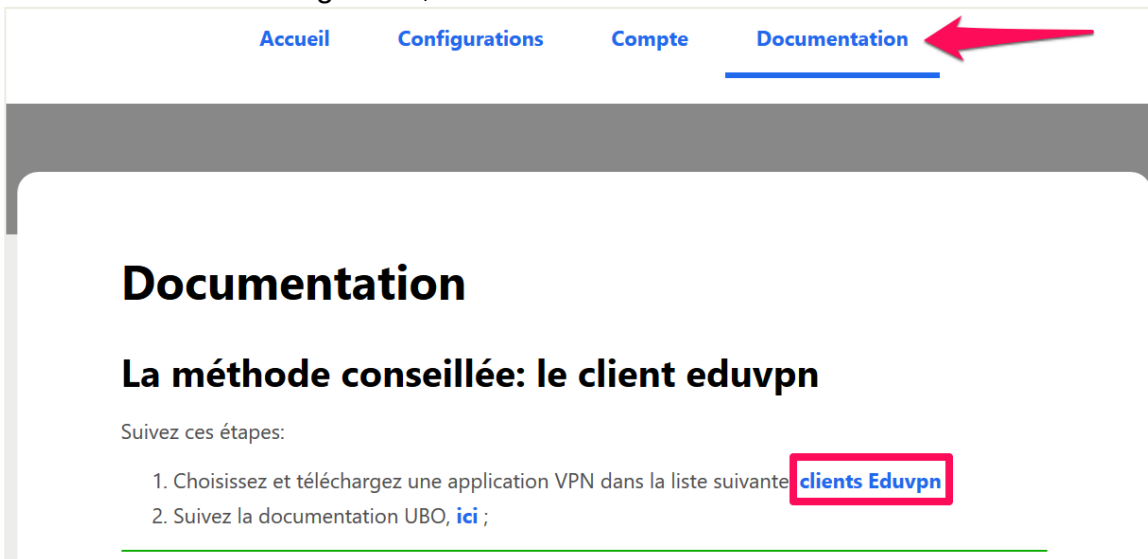 Accueil Configurations Compte Documentation
Documentation
La méthode conseillée: le client eduvpn
Suivez ces étapes:
1. Choisissez et téléchargez une application VPN dans la liste suivante clients Eduvpn
2. Suivez la documentation UBO, ici ;